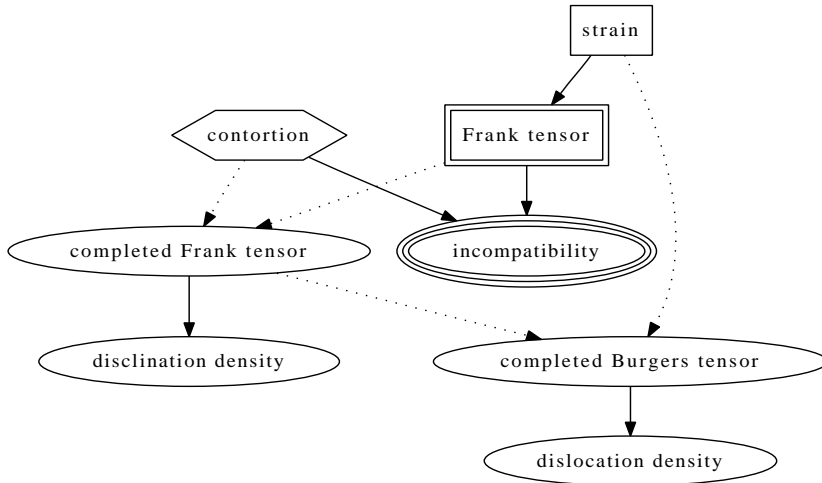 strain
contortion
Frank tensor
completed Frank tensor
incompatibility
disclination density
completed Burgers tensor
dislocation density